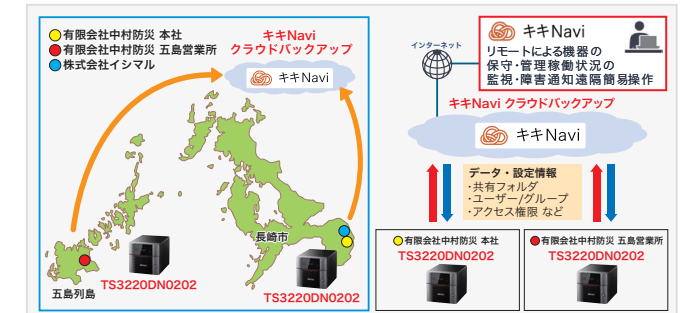 有限会社中村防災 本社
有限会社中村防災 五島営業所
株式会社イシマル
キキNavi
クラウドバックアップ
キキNavi
長崎市
五島列島
TS3220DN0202
TS3220DN0202
インターネット
キキNavi
リモートによる機器の
保守・管理稼働状況の
監視・障害通知遠隔簡易操作
キキNavi クラウドバックアップ
キキNavi
データ・設定情報
・共有フォルダ
・ユーザー/グループ
・アクセス権限 など
有限会社中村防災 本社
TS3220DN0202
有限会社中村防災 五島営業所
TS3220DN0202